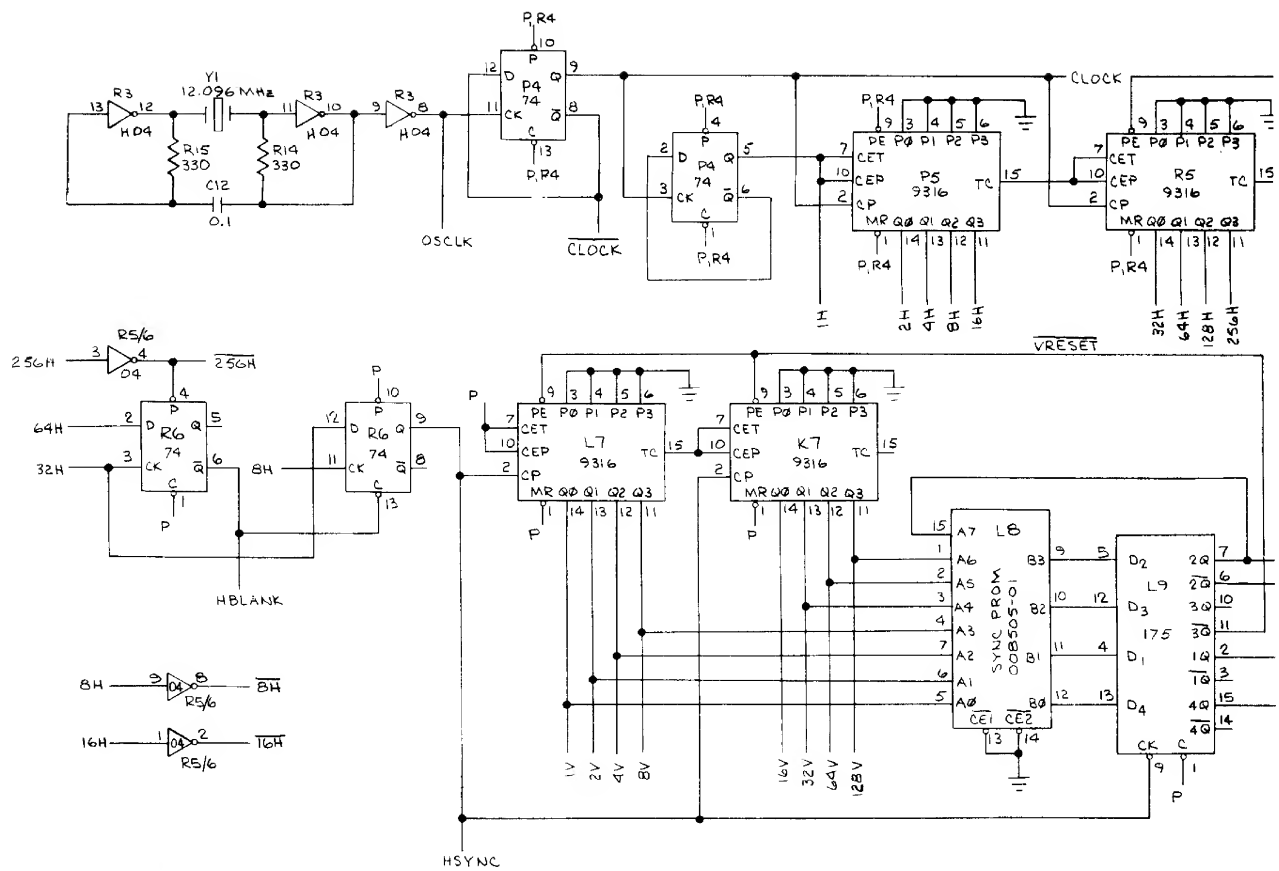 P,R4
10
P
12 D Q 9
P4
74
11 CK Q̅ 8
C
13
P,R4
Y1
12.096 MHz
R3
13 12
H04
R3
11 10
H04
R3
9 8
H04
R15
330
R14
330
C12
0.1
OSCLK
C̅L̅O̅C̅K̅
CLOCK
P,R4
4
P
2 D Q 5
P4
74
3 CK Q̅ 6
C
1
P,R4
P,R4
9 3 4 5 6
PE P0 P1 P2 P3
7 CET
10 CEP
2 CP
P5
9316
TC 15
MR Q0 Q1 Q2 Q3
1 14 13 12 11
P,R4
1H
2H
4H
8H
16H
9 3 4 5 6
PE P0 P1 P2 P3
7 CET
10 CEP
2 CP
R5
9316
TC 15
MR Q0 Q1 Q2 Q3
1 14 13 12 11
P,R4
32H
64H
128H
256H
R5/6
256H 3 4 2̅5̅6̅H̅
04
4
P
64H 2 D Q 5
R6
74
32H 3 CK Q̅ 6
C
1
P
P
10
P
12 D Q 9
R6
74
8H 11 CK Q̅ 8
C
13
HBLANK
8H 9 04 8 8̅H̅
R5/6
16H 1 04 2 1̅6̅H̅
R5/6
V̅R̅E̅S̅E̅T̅
P
9 3 4 5 6
PE P0 P1 P2 P3
7 CET
10 CEP
2 CP
L7
9316
TC 15
MR Q0 Q1 Q2 Q3
1 14 13 12 11
P
1V
2V
4V
8V
9 3 4 5 6
PE P0 P1 P2 P3
7 CET
10 CEP
2 CP
K7
9316
TC 15
MR Q0 Q1 Q2 Q3
1 14 13 12 11
P
16V
32V
64V
128V
L8
SYNC PROM
008505-01
15 A7
1 A6
2 A5
3 A4
4 A3
7 A2
6 A1
5 A0
B3 9
B2 10
B1 11
B0 12
C̅E̅1̅ C̅E̅2̅
13 14
L9
175
5 D2
12 D3
4 D1
13 D4
2Q 7
2̅Q̅ 6
3Q 10
3̅Q̅ 11
1Q 2
1̅Q̅ 3
4Q 15
4̅Q̅ 14
CK C
9 1
P
HSYNC